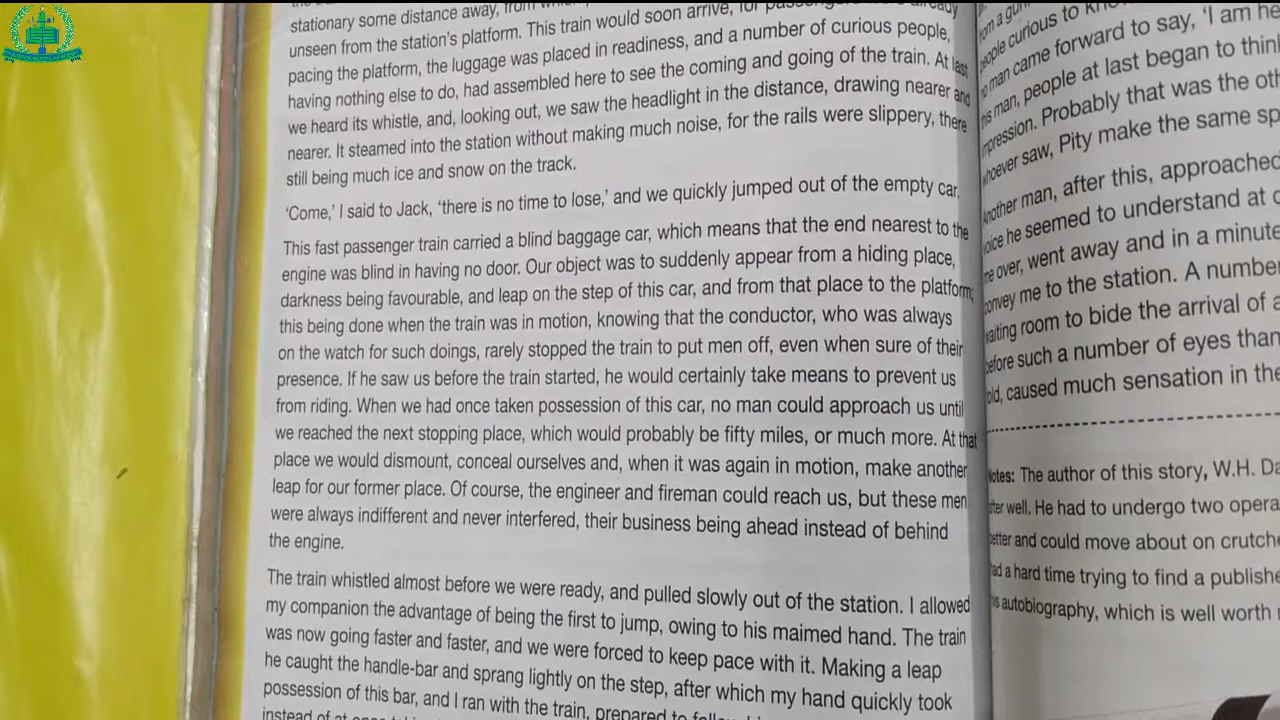 stationary some distance away, from which
unseen from the station's platform. This train would soon arrive, for passengers were already
pacing the platform, the luggage was placed in readiness, and a number of curious people,
having nothing else to do, had assembled here to see the coming and going of the train. At last
we heard its whistle, and, looking out, we saw the headlight in the distance, drawing nearer and
nearer. It steamed into the station without making much noise, for the rails were slippery, there
still being much ice and snow on the track.
'Come,' I said to Jack, 'there is no time to lose,' and we quickly jumped out of the empty car.
This fast passenger train carried a blind baggage car, which means that the end nearest to the
engine was blind in having no door. Our object was to suddenly appear from a hiding place,
darkness being favourable, and leap on the step of this car, and from that place to the platform;
this being done when the train was in motion, knowing that the conductor, who was always
on the watch for such doings, rarely stopped the train to put men off, even when sure of their
presence. If he saw us before the train started, he would certainly take means to prevent us
from riding. When we had once taken possession of this car, no man could approach us until
we reached the next stopping place, which would probably be fifty miles, or much more. At that
place we would dismount, conceal ourselves and, when it was again in motion, make another
leap for our former place. Of course, the engineer and fireman could reach us, but these men
were always indifferent and never interfered, their business being ahead instead of behind
the engine.
The train whistled almost before we were ready, and pulled slowly out of the station. I allowed
my companion the advantage of being the first to jump, owing to his maimed hand. The train
was now going faster and faster, and we were forced to keep pace with it. Making a leap
he caught the handle-bar and sprang lightly on the step, after which my hand quickly took
possession of this bar, and I ran with the train, prepared to
instead of at once
from a gun
people curious to
man came forward to say, 'I am he
this man, people at last began to think
Probably that was the
whoever saw, Pity make the same
Another man, after this, approached
voice he seemed to understand at
me over, went away and in a minute
convey me to the station. A number
waiting room to bide the arrival of a
before such a number of eyes than
old, caused much sensation in the
Notes: The author of this story, W.H.
well. He had to undergo two
better and could move about on
had a hard time trying to find a
his autobiography, which is well worth